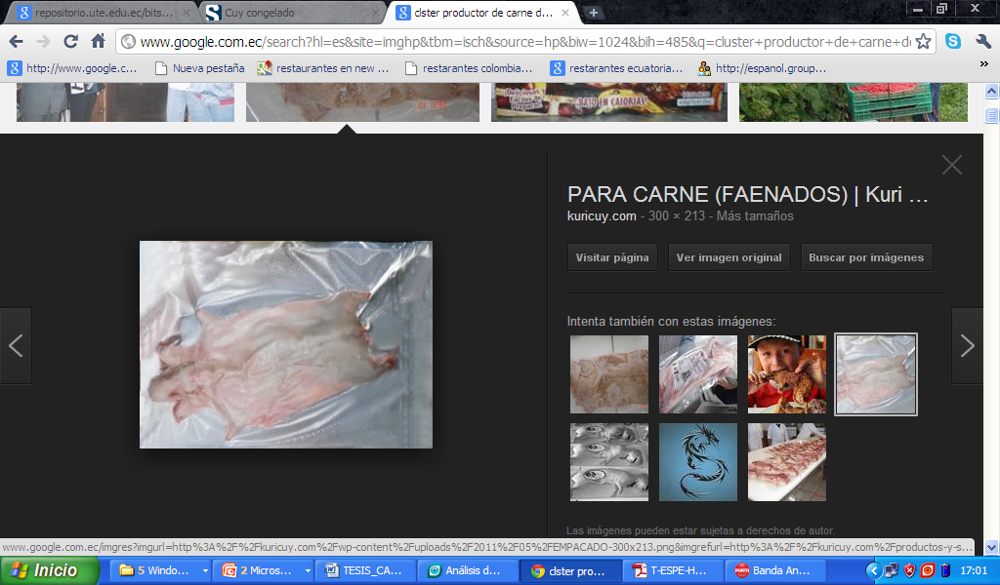 repositorio.ute.edu.ec/bits...
Cuy congelado
clster productor de carne d...
www.google.com.ec/search?hl=es&site=imghp&tbm=isch&source=hp&biw=1024&bih=485&q=cluster+productor+de+carne+de
http://www.google.c...
Nueva pestaña
restaurantes en new ...
restarantes colombia...
restarantes ecuatoria...
http://espanol.group...
»
Deliciosas
Fáciles de
Preparar
¡BAJO EN CALORIAS!
PARA CARNE (FAENADOS) | Kuri ...
kuricuy.com - 300 × 213 - Más tamaños
Visitar página
Ver imagen original
Buscar por imágenes
Intenta también con estas imágenes:
Las imágenes pueden estar sujetas a derechos de autor.
www.google.com.ec/imgres?imgurl=http%3A%2F%2Fkuricuy.com%2Fwp-content%2Fuploads%2F2011%2F05%2FEMPACADO-300x213.png&imgrefurl=http%3A%2F%2Fkuricuy.com%2Fproductos-y-s...
Inicio
5 Window...
2 Micros...
TESIS_CA...
Análisis d...
clster pro...
T-ESPE-H...
Banda An...
17:01